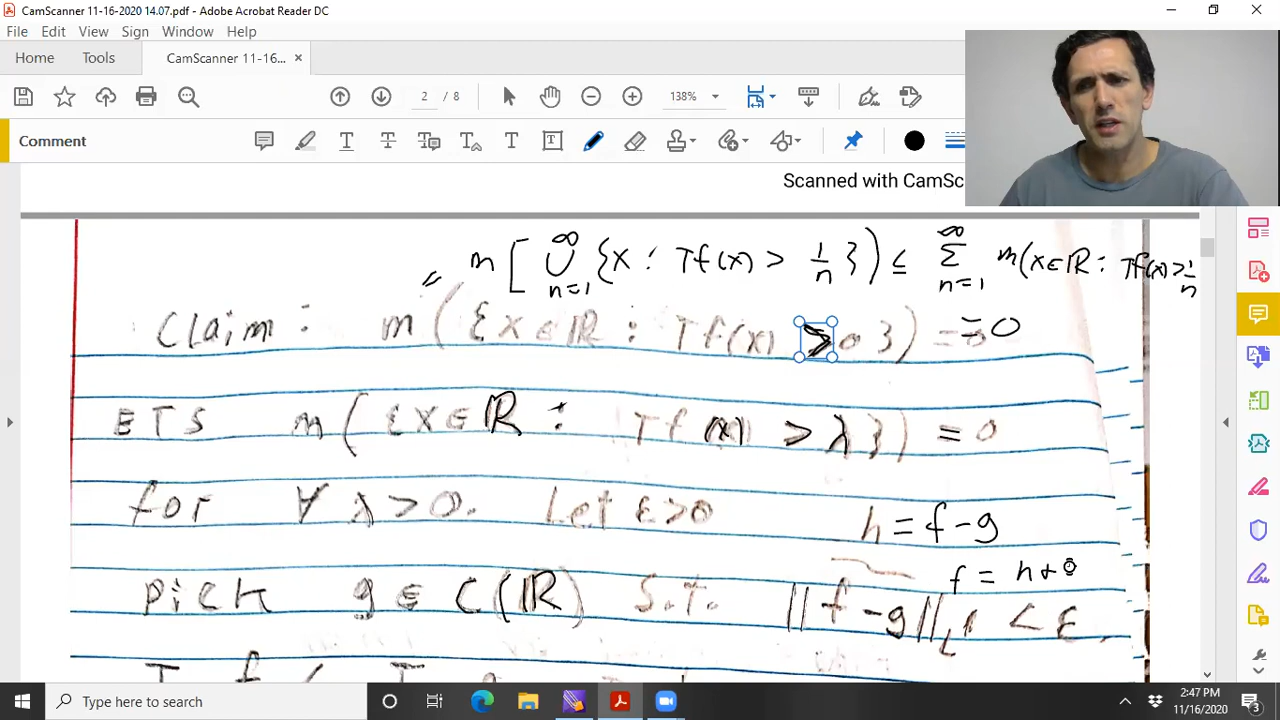 CamScanner 11-16-2020 14.07.pdf - Adobe Acrobat Reader DC
File Edit View Sign Window Help
Home Tools CamScanner 11-16... ×
2 / 8 138%
Comment
Scanned with CamSc
= m [ ∞ ∪ n=1 {x : Tf(x) > 1/n } ) ≤ ∞ Σ n=1 m(x∈ℝ : Tf(x)>1/n
Claim : m ( { x ∈ ℝ : Tf(x) > 0 } ) = 0
ETS m ( { x ∈ ℝ : Tf(x) > λ } ) = 0
for ∀ λ > 0. Let ε>0 h = f - g
f = h+g
pick g ∈ C(ℝ) s.t. ||f - g||L1 < ε.
Type here to search
2:47 PM
11/16/2020
3